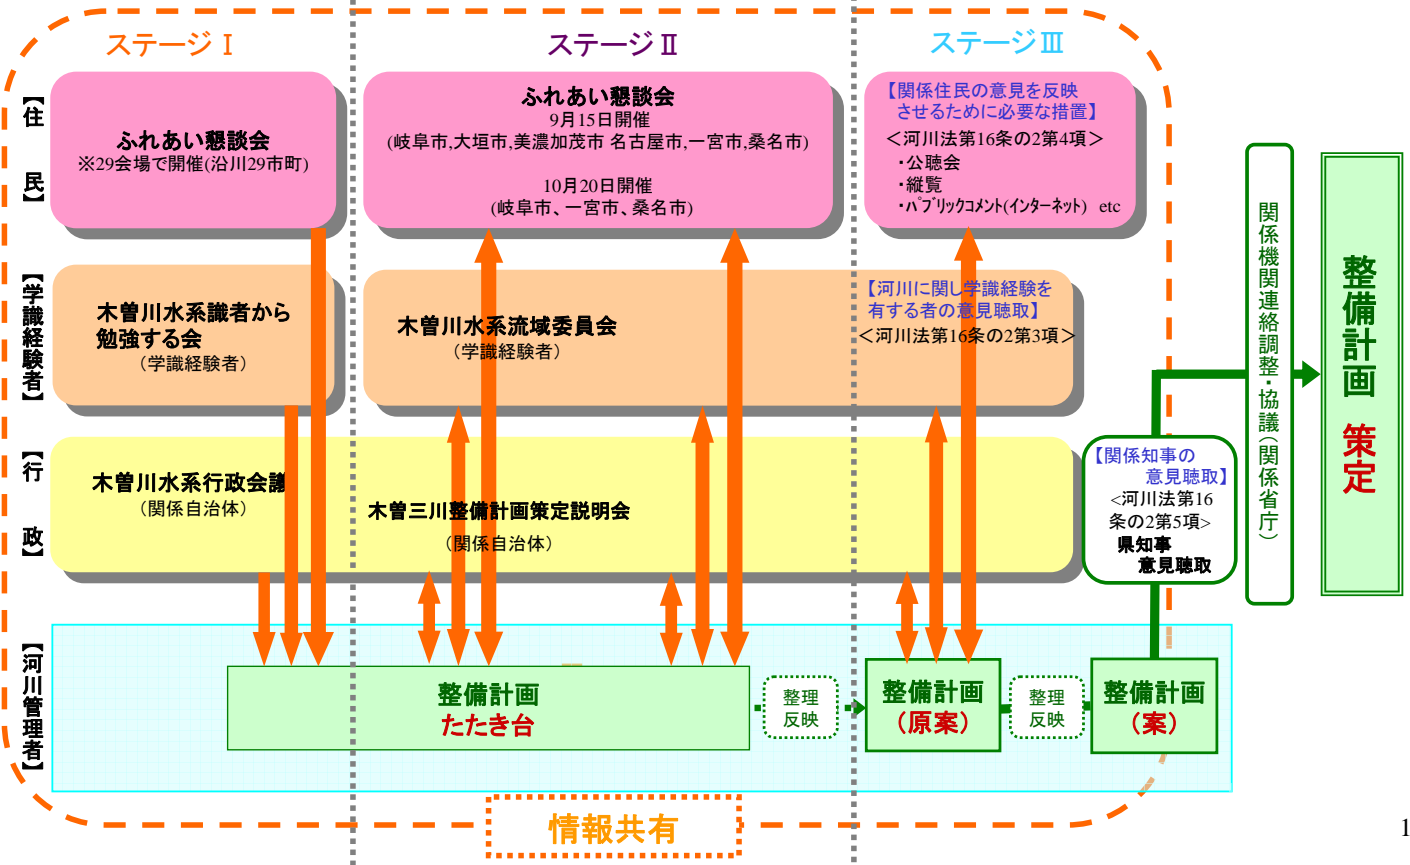 ステージⅠ
ステージⅡ
ステージⅢ
【住民】
ふれあい懇談会
※29会場で開催(沿川29市町)
ふれあい懇談会
9月15日開催
(岐阜市,大垣市,美濃加茂市 名古屋市,一宮市,桑名市)
10月20日開催
(岐阜市、一宮市、桑名市)
【関係住民の意見を反映
させるために必要な措置】
＜河川法第16条の2第4項＞
・公聴会
・縦覧
・ﾊﾟﾌﾞﾘｯｸｺﾒﾝﾄ(ｲﾝﾀｰﾈｯﾄ) etc
【学識経験者】
木曽川水系識者から
勉強する会
（学識経験者）
木曽川水系流域委員会
（学識経験者）
【河川に関し学識経験を
有する者の意見聴取】
＜河川法第16条の2第3項＞
【行政】
木曽川水系行政会議
（関係自治体）
木曽三川整備計画策定説明会
（関係自治体）
【関係知事の
意見聴取】
<河川法第16
条の2第5項>
県知事
意見聴取
関係機関連絡調整・協議（関係省庁）
整備計画 策定
【河川管理者】
整備計画
たたき台
整理
反映
整備計画
（原案）
整理
反映
整備計画
（案）
情報共有
1